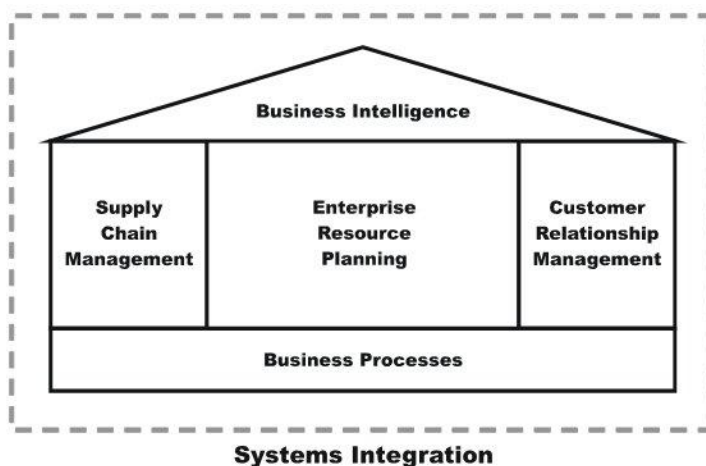 Business Intelligence
Supply
Chain
Management
Enterprise
Resource
Planning
Customer
Relationship
Management
Business Processes
Systems Integration